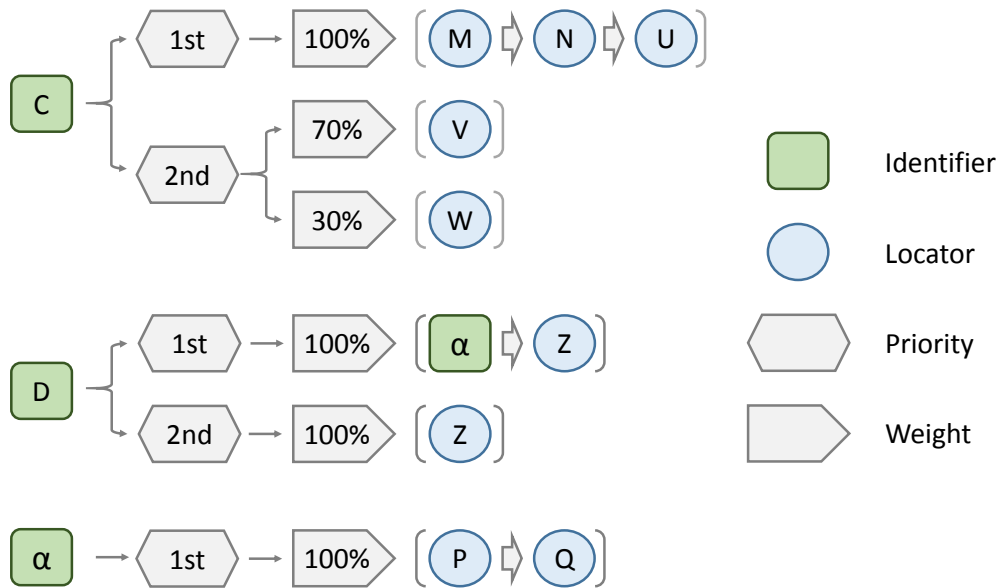 1st 100% M N U
C
70% V
2nd
30% W
Identifier
Locator
1st 100% α Z
Priority
D
2nd 100% Z
Weight
α 1st 100% P Q